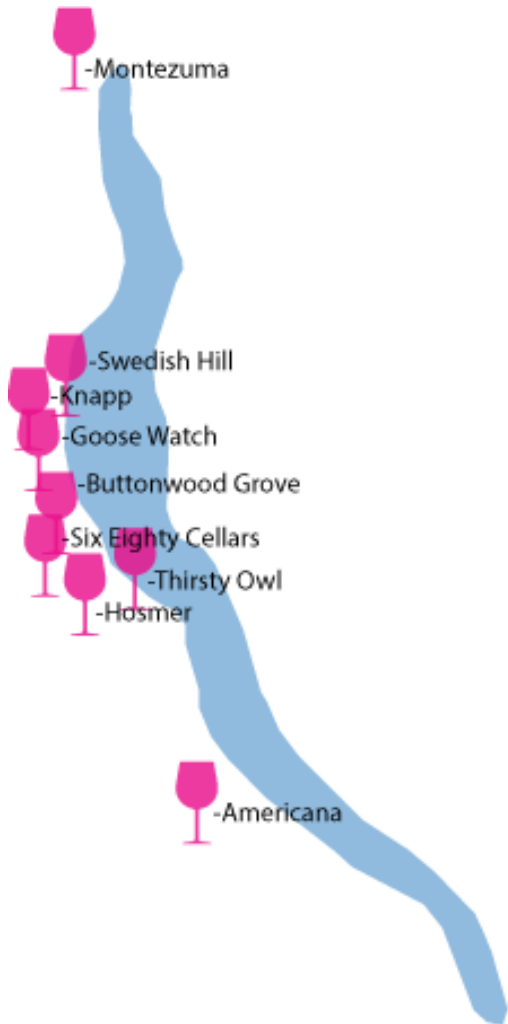 -Montezuma
-Swedish Hill
-Knapp
-Goose Watch
-Buttonwood Grove
-Six Eighty Cellars
-Thirsty Owl
-Hosmer
-Americana